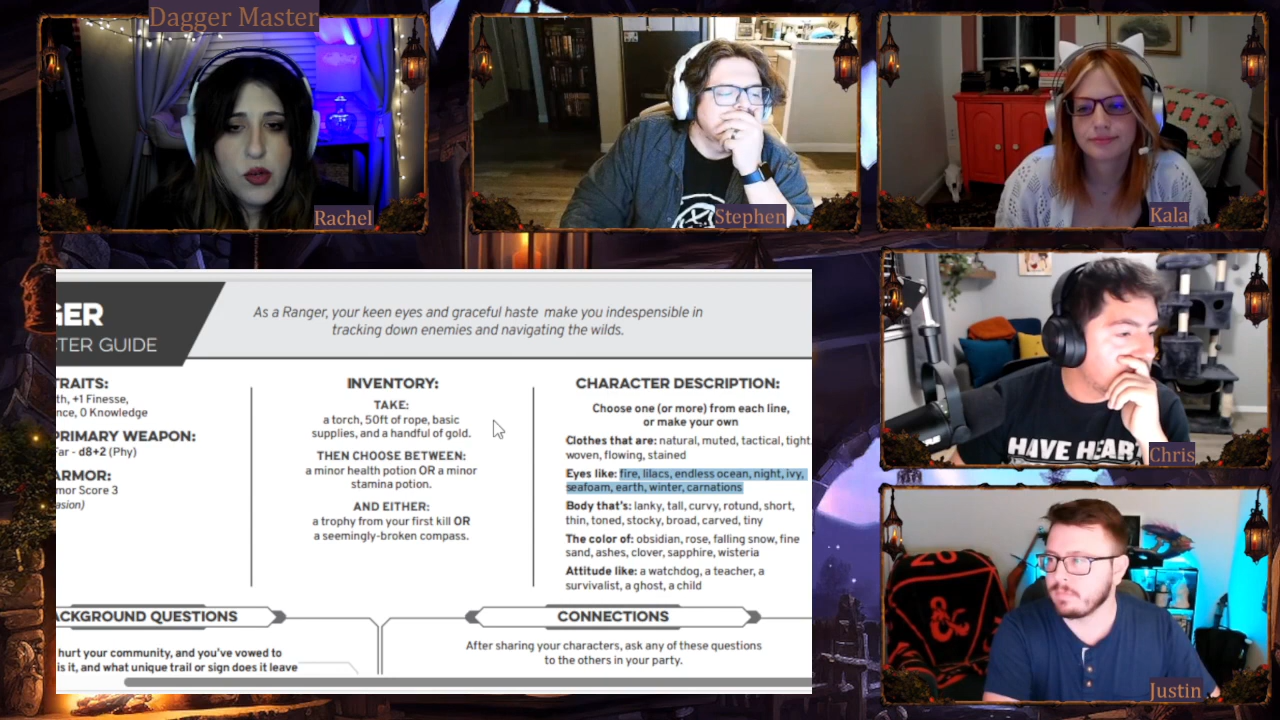 Dagger Master
Rachel
Stephen
Kala
GER
CTER GUIDE
As a Ranger, your keen eyes and graceful haste make you indespensible in
tracking down enemies and navigating the wilds.
TRAITS:
th, +1 Finesse,
nce, 0 Knowledge
PRIMARY WEAPON:
Far - d8+2 (Phy)
ARMOR:
mor Score 3
asion)
INVENTORY:
TAKE:
a torch, 50ft of rope, basic
supplies, and a handful of gold.
THEN CHOOSE BETWEEN:
a minor health potion OR a minor
stamina potion.
AND EITHER:
a trophy from your first kill OR
a seemingly-broken compass.
CHARACTER DESCRIPTION:
Choose one (or more) from each line,
or make your own
Clothes that are: natural, muted, tactical, tight
woven, flowing, stained
Eyes like: fire, lilacs, endless ocean, night, ivy,
seafoam, earth, winter, carnations
Body that's: lanky, tall, curvy, rotund, short,
thin, toned, stocky, broad, carved, tiny
The color of: obsidian, rose, falling snow, fine
sand, ashes, clover, sapphire, wisteria
Attitude like: a watchdog, a teacher, a
survivalist, a ghost, a child
ACKGROUND QUESTIONS
hurt your community, and you've vowed to
is it, and what unique trail or sign does it leave
CONNECTIONS
After sharing your characters, ask any of these questions
to the others in your party.
HAVE HEART
Chris
20
&
Justin